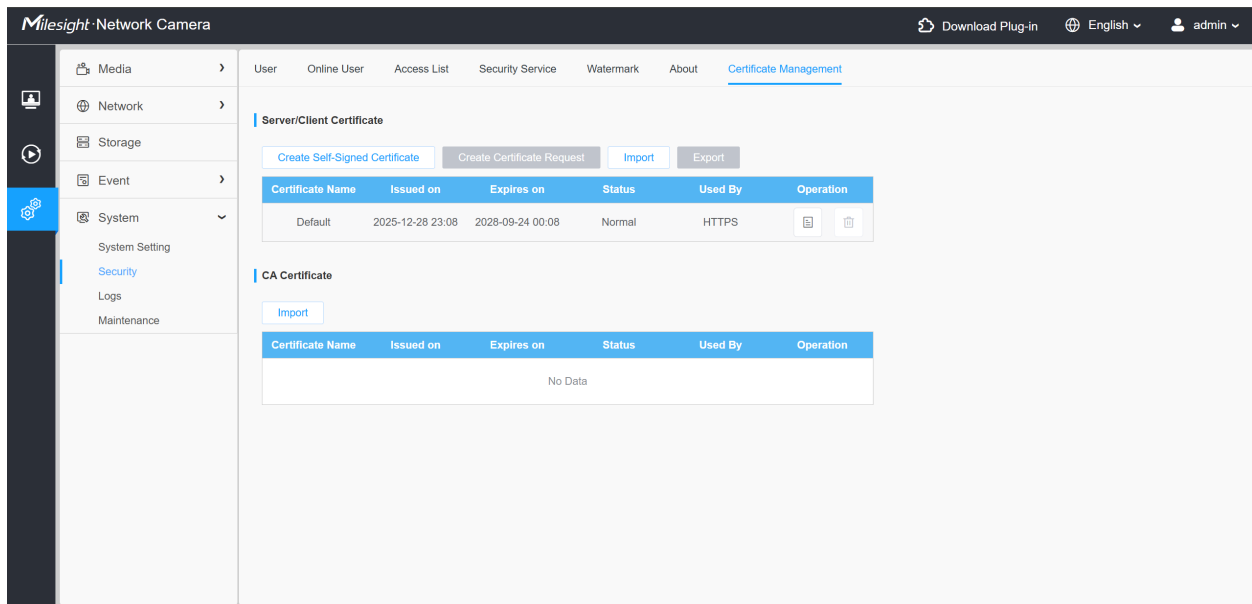 Milesight·Network Camera
Download Plug-in
English
admin
Media
Network
Storage
Event
System
System Setting
Security
Logs
Maintenance
User Online User Access List Security Service Watermark About Certificate Management
Server/Client Certificate
Create Self-Signed Certificate Create Certificate Request Import Export
Certificate Name Issued on Expires on Status Used By Operation
Default 2025-12-28 23:08 2028-09-24 00:08 Normal HTTPS
CA Certificate
Import
Certificate Name Issued on Expires on Status Used By Operation
No Data